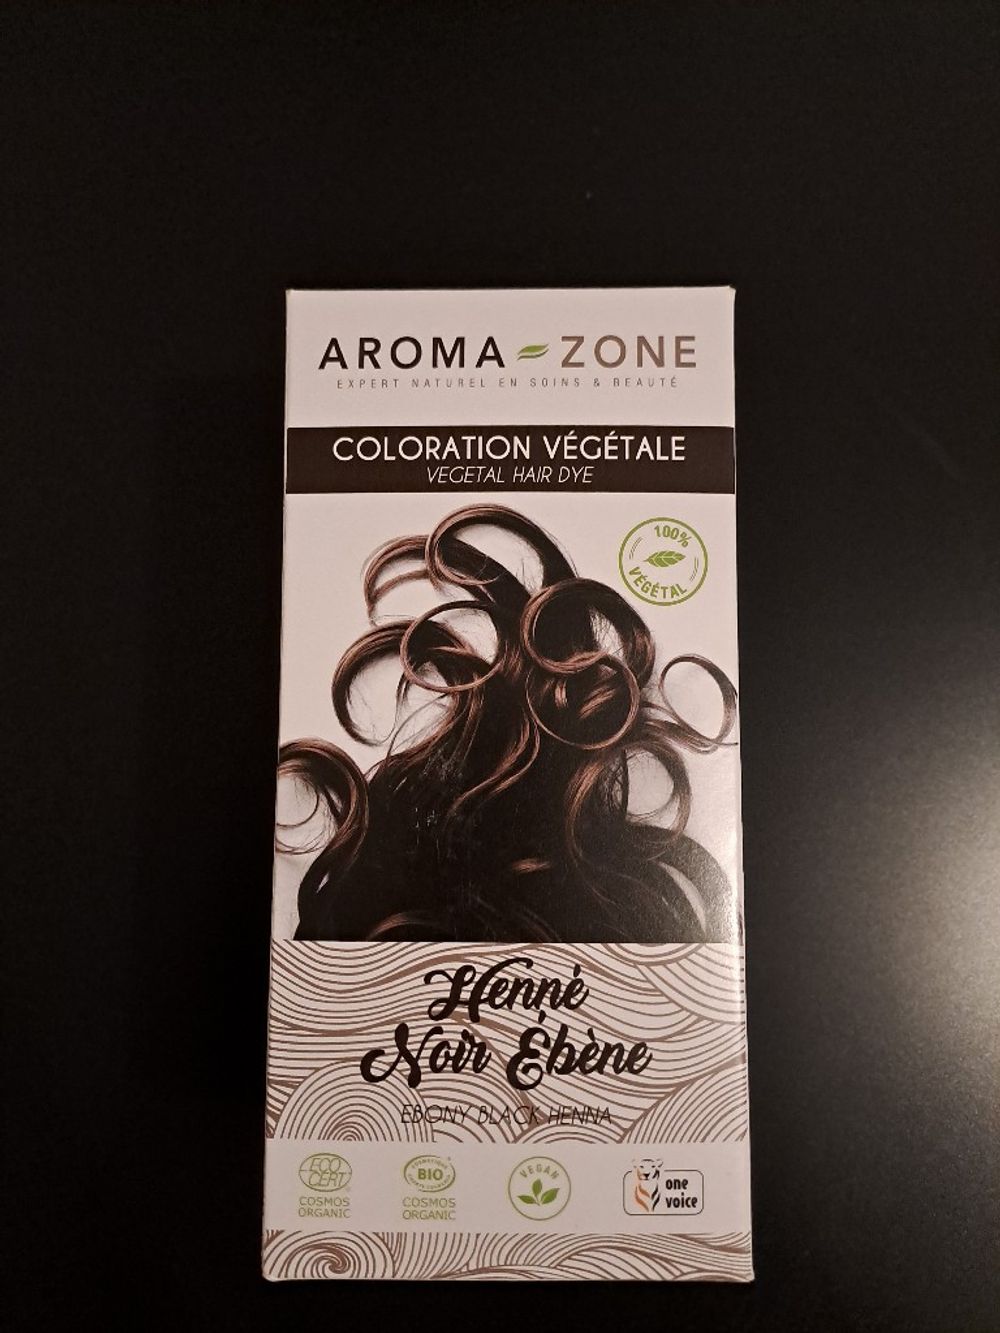 AROMA ZONE
EXPERT NATUREL EN SOINS & BEAUTÉ
COLORATION VÉGÉTALE
VEGETAL HAIR DYE
100%
VÉGÉTAL
Henné
Noir Ébène
EBONY BLACK HENNA
ECO
CERT
COSMOS
ORGANIC
BIO
COSMOS
ORGANIC
VEGAN
one
voice